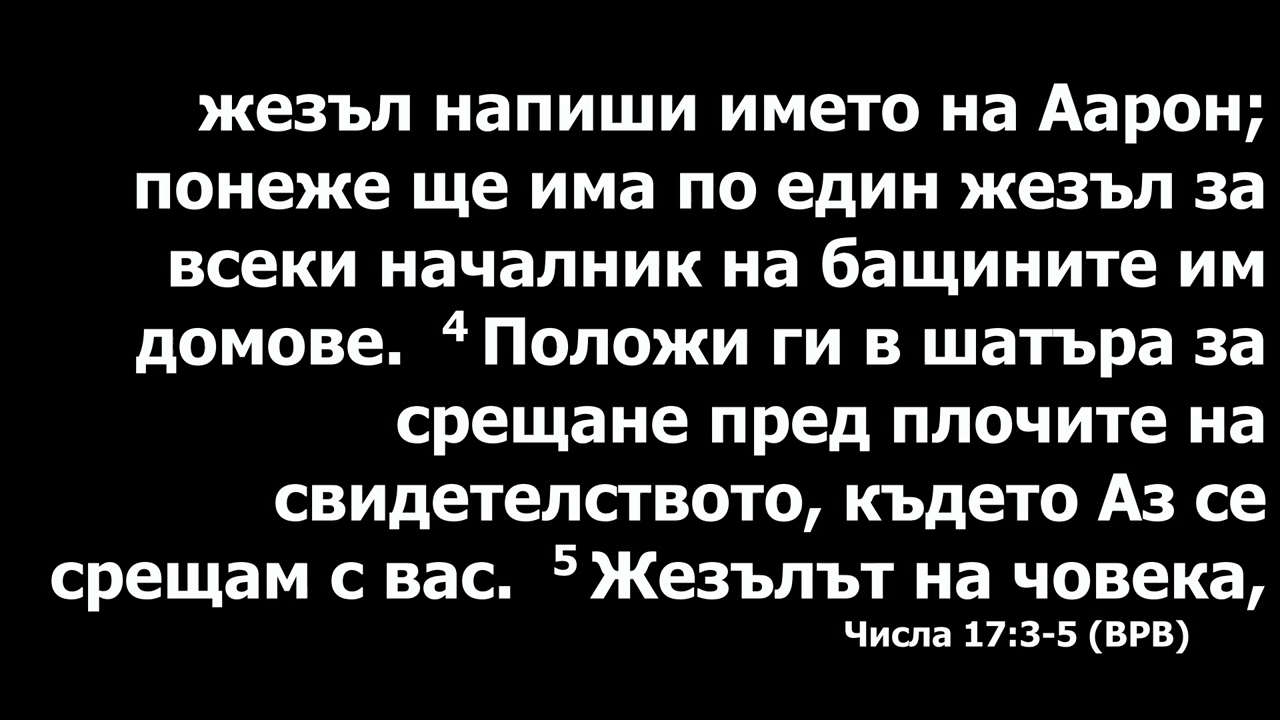 жезъл напиши името на Аарон;
понеже ще има по един жезъл за
всеки началник на бащините им
домове. ⁴ Положи ги в шатъра за
срещане пред плочите на
свидетелството, където Аз се
срещам с вас. ⁵ Жезълът на човека,
Числа 17:3-5 (ВРВ)